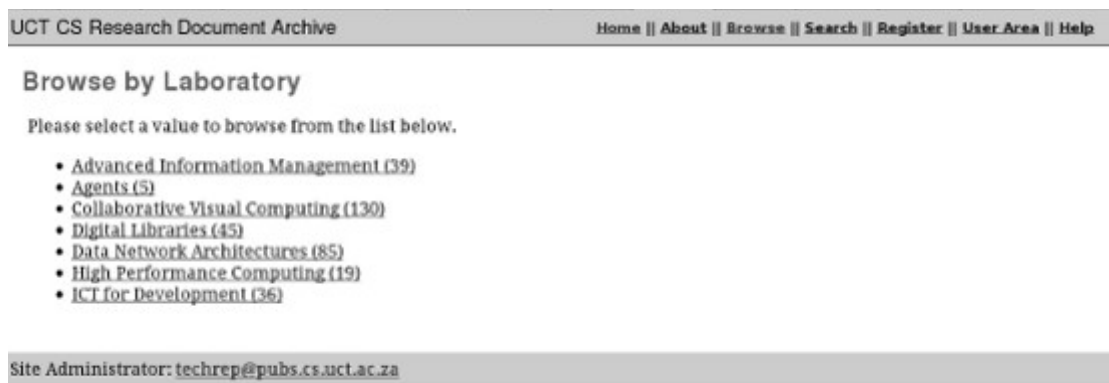 UCT CS Research Document Archive
Home || About || Browse || Search || Register || User Area || Help
Browse by Laboratory
Please select a value to browse from the list below.
• Advanced Information Management (39)
• Agents (5)
• Collaborative Visual Computing (130)
• Digital Libraries (45)
• Data Network Architectures (85)
• High Performance Computing (19)
• ICT for Development (36)
Site Administrator: techrep@pubs.cs.uct.ac.za